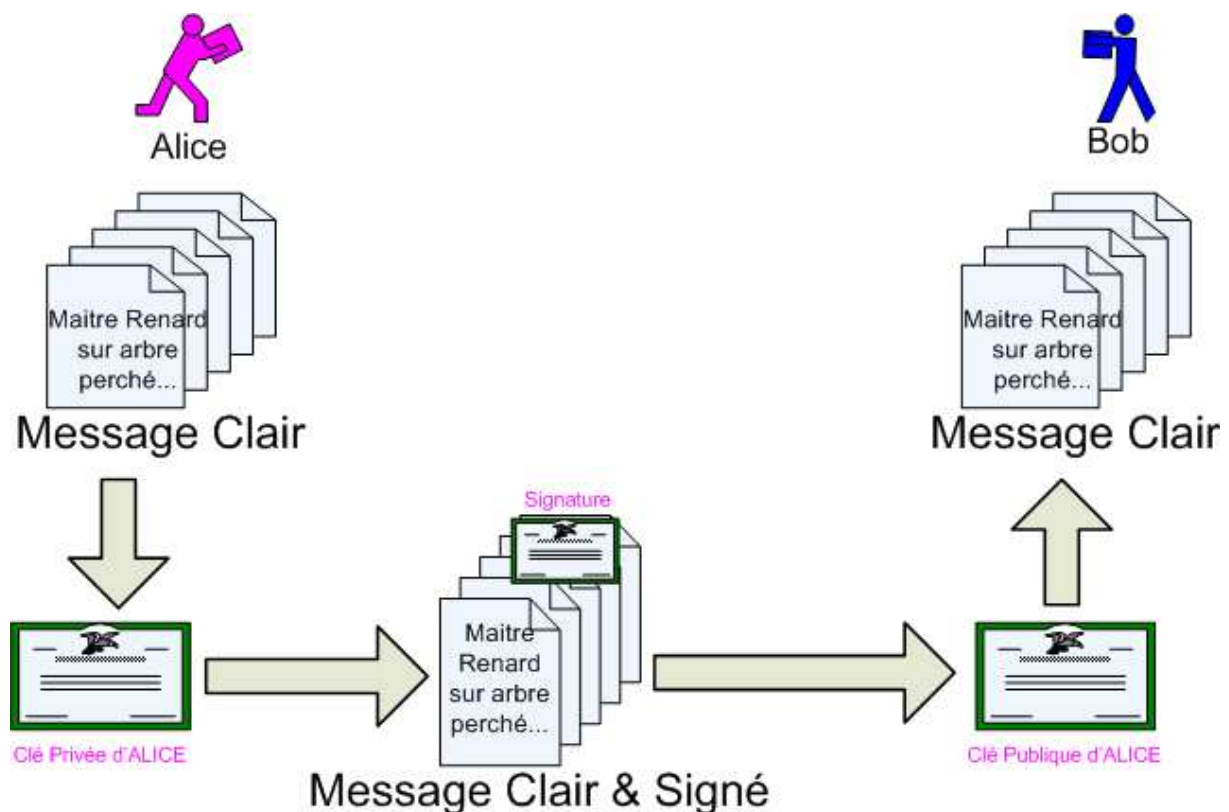 Alice
Bob
Maitre Renard
sur arbre
perché...
Message Clair
Maitre Renard
sur arbre
perché...
Message Clair
Signature
Maitre
Renard
sur arbre
perché...
Clé Privée d'ALICE
Message Clair & Signé
Clé Publique d'ALICE